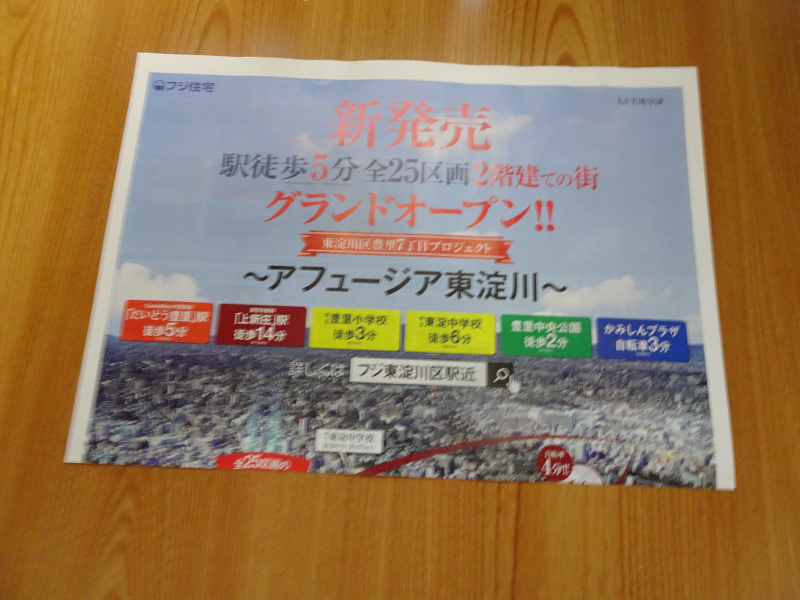 フジ住宅
新発売
駅徒歩5分 全25区画 2階建ての街
グランドオープン!!
東淀川区豊里7丁目プロジェクト
～アフュージア東淀川～
「だいどう豊里」駅
徒歩5分
「上新庄」駅
徒歩14分
豊里小学校
徒歩3分
東淀中学校
徒歩6分
豊里中央公園
徒歩2分
かみしんプラザ
自転車3分
詳しくは フジ東淀川区駅近
東淀中学校
全25区画の
自転車
4分!!